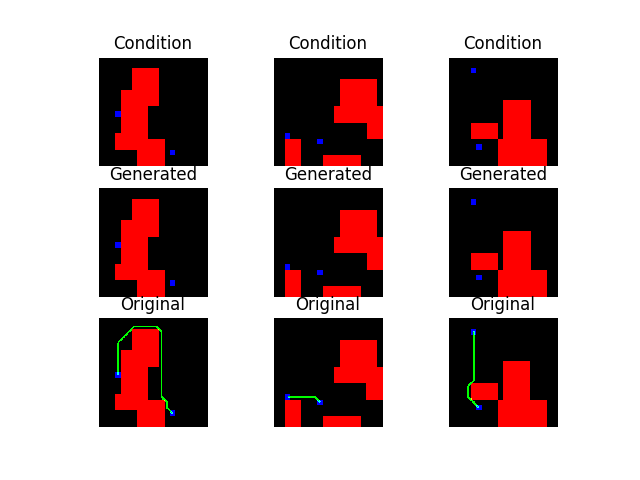 Condition
Condition
Condition
Generated
Generated
Generated
Original
Original
Original